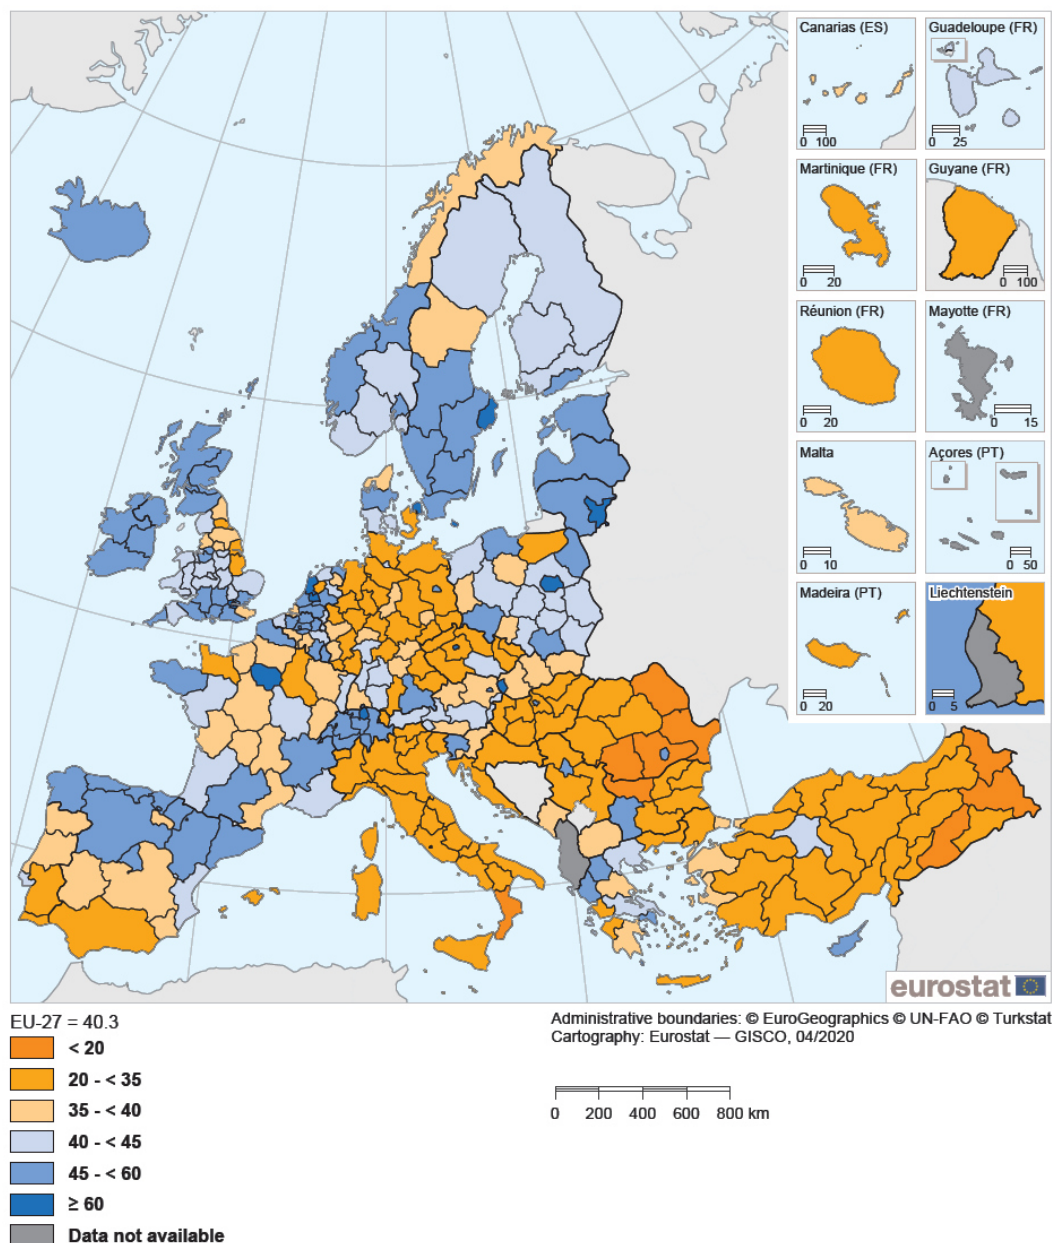 Canarias (ES)
0 100
Guadeloupe (FR)
0 25
Martinique (FR)
0 20
Guyane (FR)
0 100
Réunion (FR)
0 20
Mayotte (FR)
0 15
Malta
0 10
Açores (PT)
0 50
Madeira (PT)
0 20
Liechtenstein
0 5
eurostat
EU-27 = 40.3
< 20
20 - < 35
35 - < 40
40 - < 45
45 - < 60
≥ 60
Data not available
Administrative boundaries: © EuroGeographics © UN-FAO © Turkstat
Cartography: Eurostat — GISCO, 04/2020
0 200 400 600 800 km